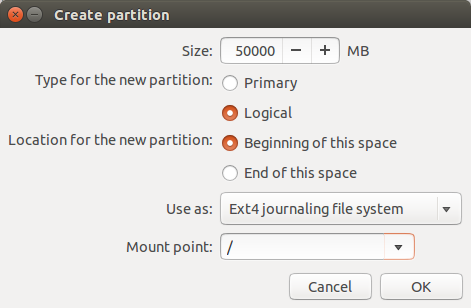 Create partition
Size: 50000 − + MB
Type for the new partition: Primary
Logical
Location for the new partition: Beginning of this space
End of this space
Use as: Ext4 journaling file system
Mount point: /
Cancel OK